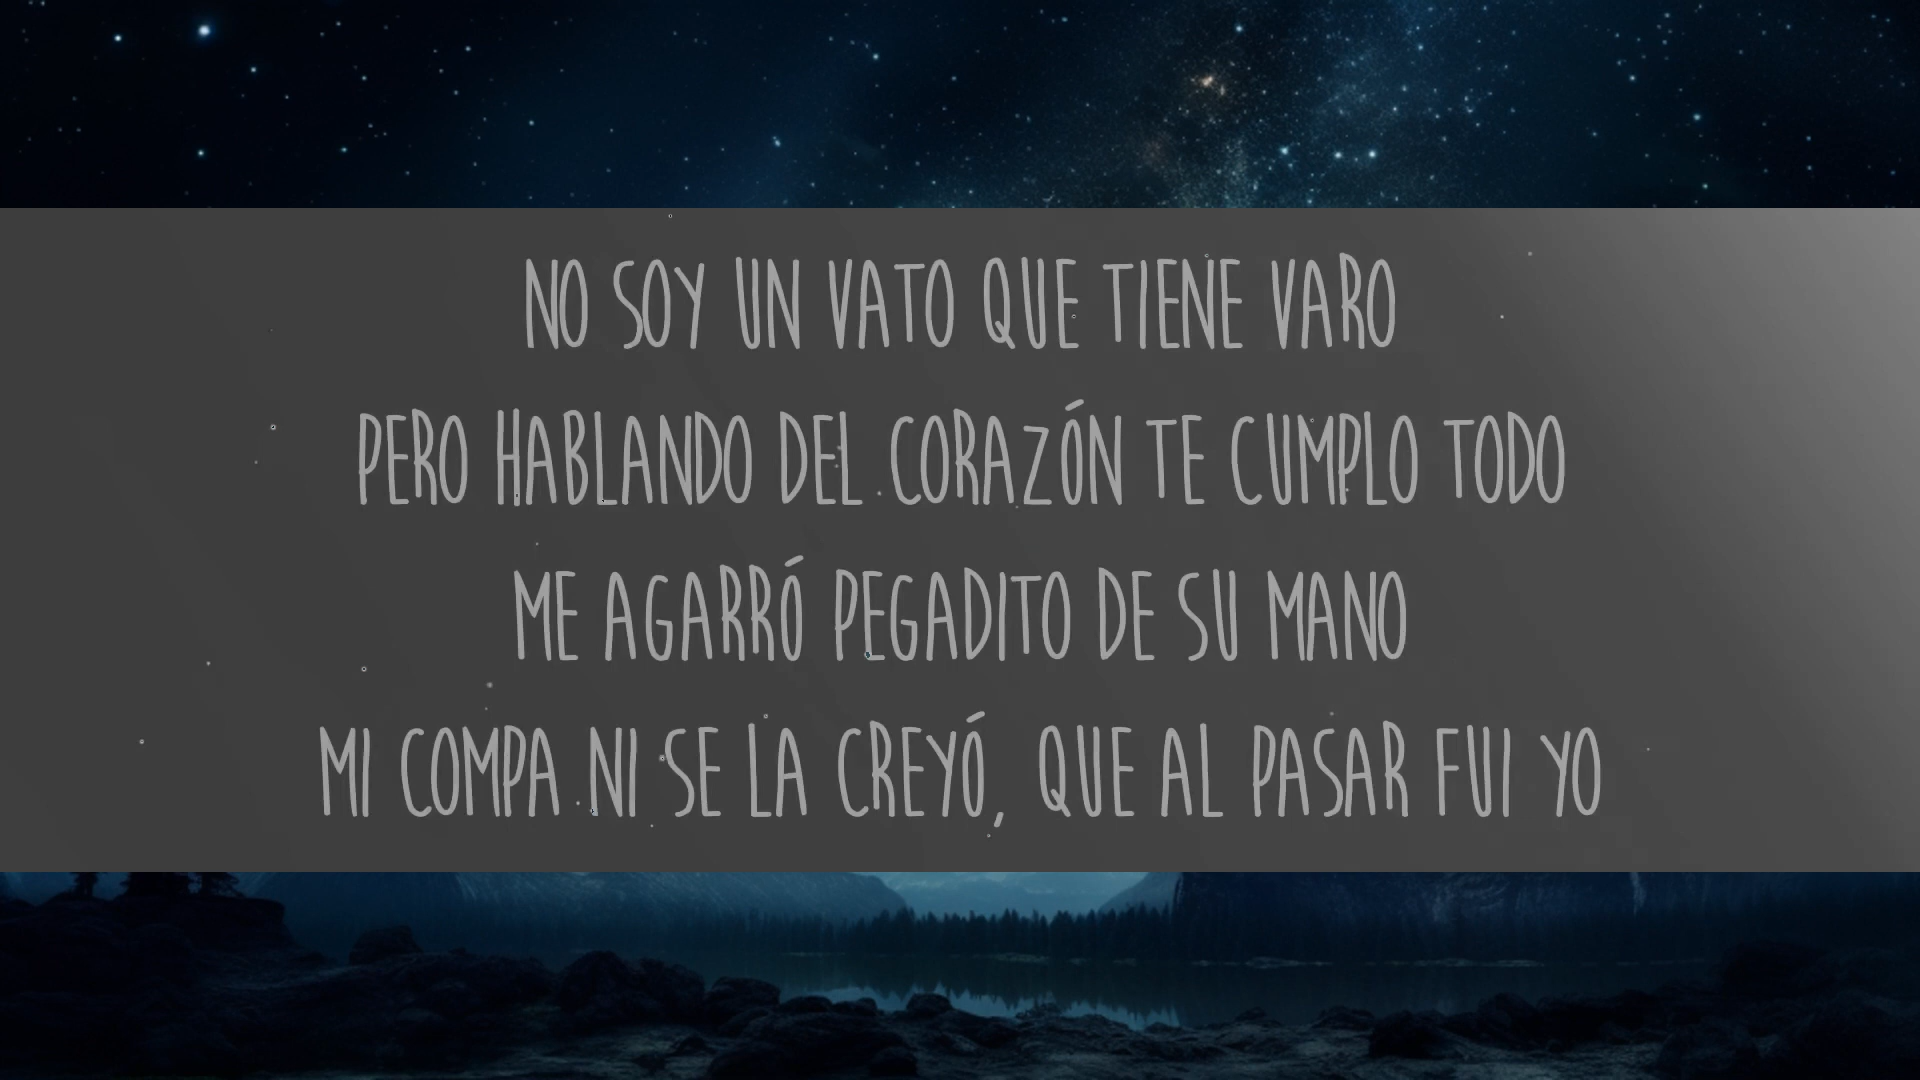 NO SOY UN VATO QUE TIENE VARO
PERO HABLANDO DEL CORAZÓN TE CUMPLO TODO
ME AGARRÓ PEGADITO DE SU MANO
MI COMPA NI SE LA CREYÓ, QUE AL PASAR FUI YO